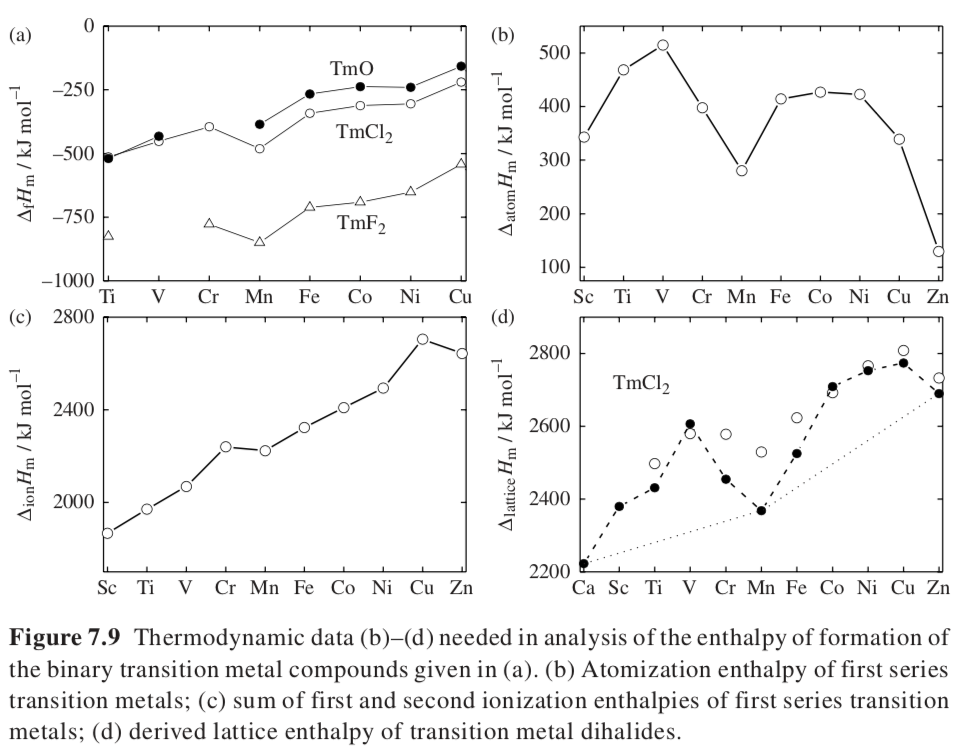 (a)
0
−250
−500
−750
−1000
ΔfHm / kJ mol−1
TmO
TmCl2
TmF2
Ti V Cr Mn Fe Co Ni Cu
(b)
500
400
300
200
100
ΔatomHm / kJ mol−1
Sc Ti V Cr Mn Fe Co Ni Cu Zn
(c)
2800
2400
2000
ΔionHm / kJ mol−1
Sc Ti V Cr Mn Fe Co Ni Cu Zn
(d)
2800
2600
2400
2200
ΔlatticeHm / kJ mol−1
TmCl2
Ca Sc Ti V Cr Mn Fe Co Ni Cu Zn
Figure 7.9 Thermodynamic data (b)–(d) needed in analysis of the enthalpy of formation of
the binary transition metal compounds given in (a). (b) Atomization enthalpy of first series
transition metals; (c) sum of first and second ionization enthalpies of first series transition
metals; (d) derived lattice enthalpy of transition metal dihalides.